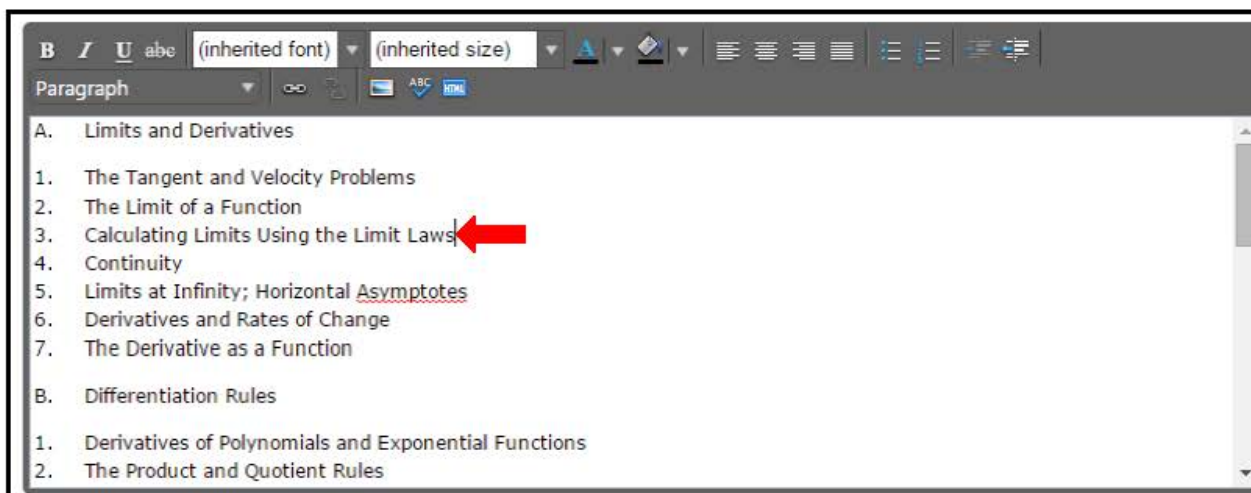 B I U abc (inherited font) (inherited size) A
Paragraph ABC HTML
A. Limits and Derivatives
1. The Tangent and Velocity Problems
2. The Limit of a Function
3. Calculating Limits Using the Limit Laws
4. Continuity
5. Limits at Infinity; Horizontal Asymptotes
6. Derivatives and Rates of Change
7. The Derivative as a Function
B. Differentiation Rules
1. Derivatives of Polynomials and Exponential Functions
2. The Product and Quotient Rules